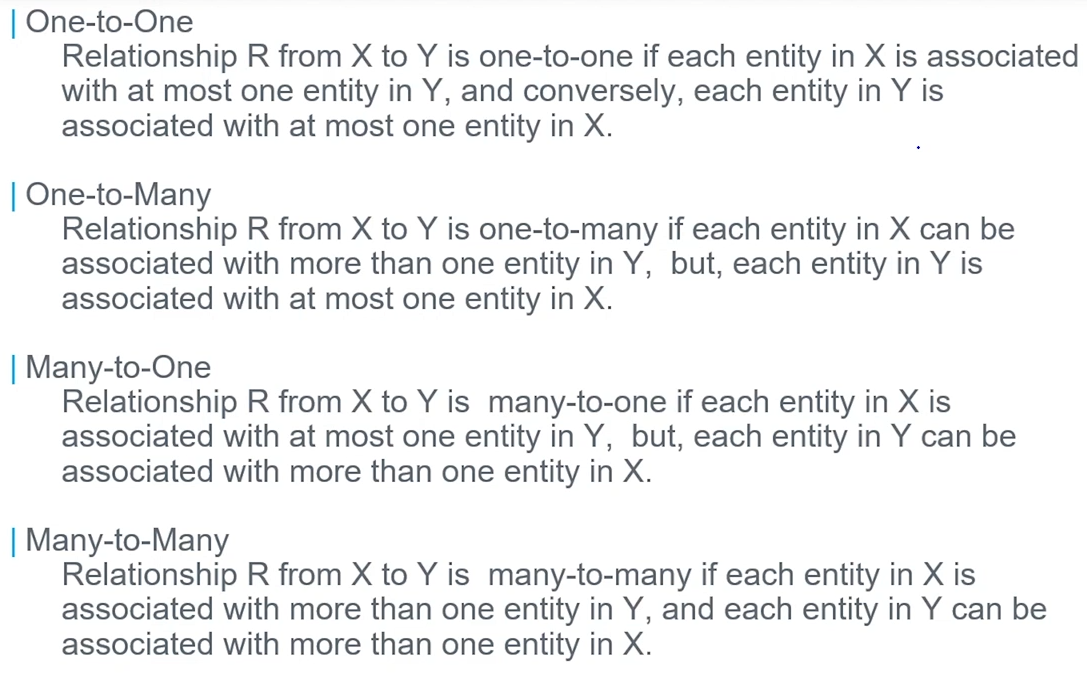 | One-to-One
Relationship R from X to Y is one-to-one if each entity in X is associated
with at most one entity in Y, and conversely, each entity in Y is
associated with at most one entity in X.
| One-to-Many
Relationship R from X to Y is one-to-many if each entity in X can be
associated with more than one entity in Y,  but, each entity in Y is
associated with at most one entity in X.
| Many-to-One
Relationship R from X to Y is  many-to-one if each entity in X is
associated with at most one entity in Y,  but, each entity in Y can be
associated with more than one entity in X.
| Many-to-Many
Relationship R from X to Y is  many-to-many if each entity in X is
associated with more than one entity in Y, and each entity in Y can be
associated with more than one entity in X.